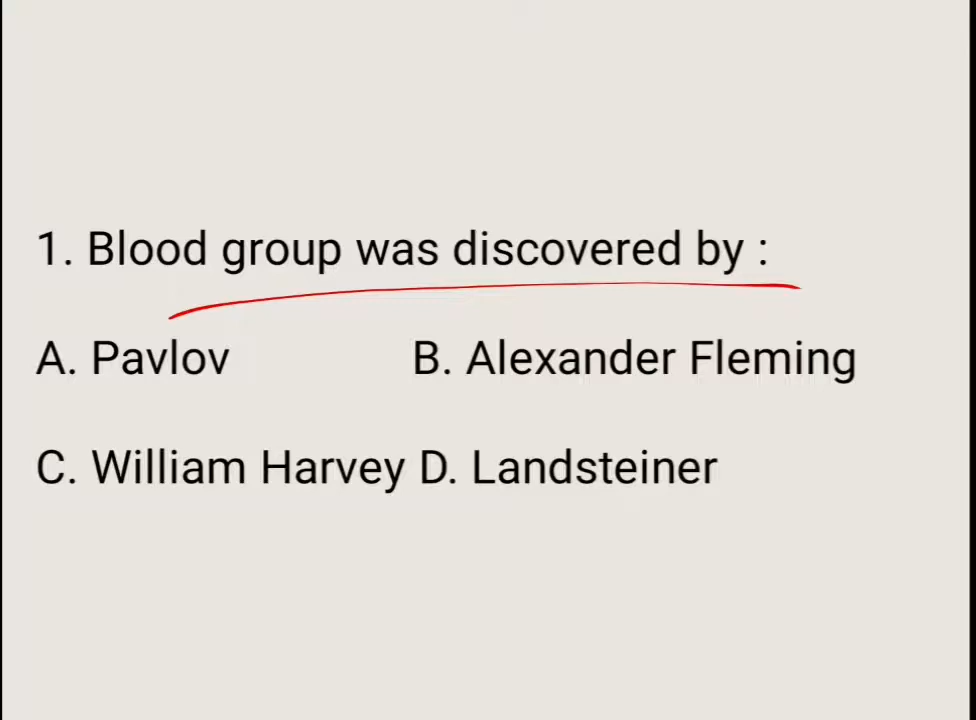 1. Blood group was discovered by :
A. Pavlov B. Alexander Fleming
C. William Harvey D. Landsteiner